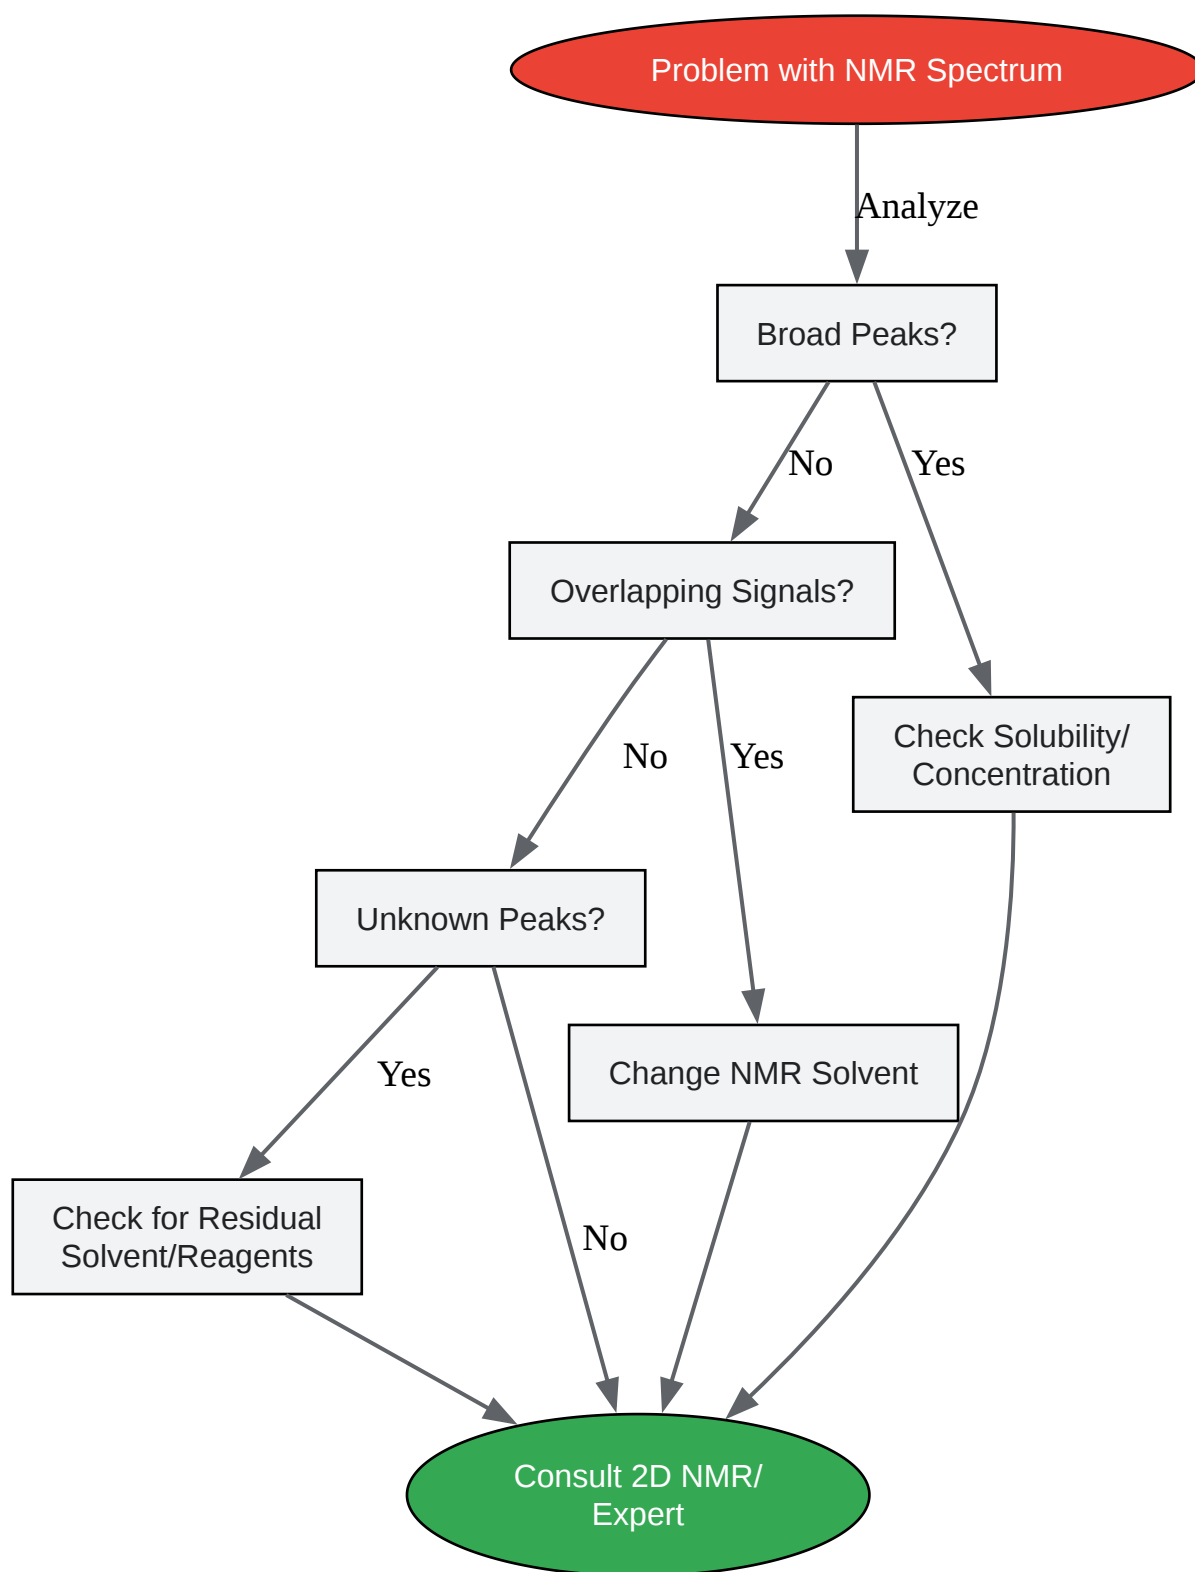 Problem with NMR Spectrum
Analyze
Broad Peaks?
No
Yes
Overlapping Signals?
No
Yes
Check Solubility/
Concentration
Unknown Peaks?
Yes
Change NMR Solvent
Check for Residual
Solvent/Reagents
No
Consult 2D NMR/
Expert